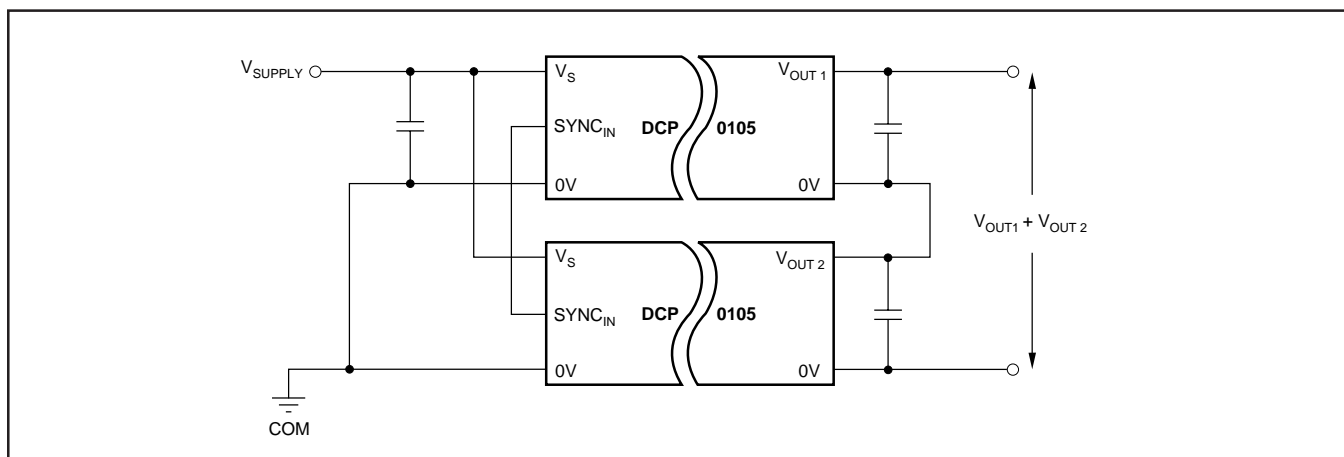 V_SUPPLY
V_S
SYNC_IN
0V
DCP 0105
V_OUT 1
0V
V_S
SYNC_IN
0V
DCP 0105
V_OUT 2
0V
V_OUT1 + V_OUT 2
COM